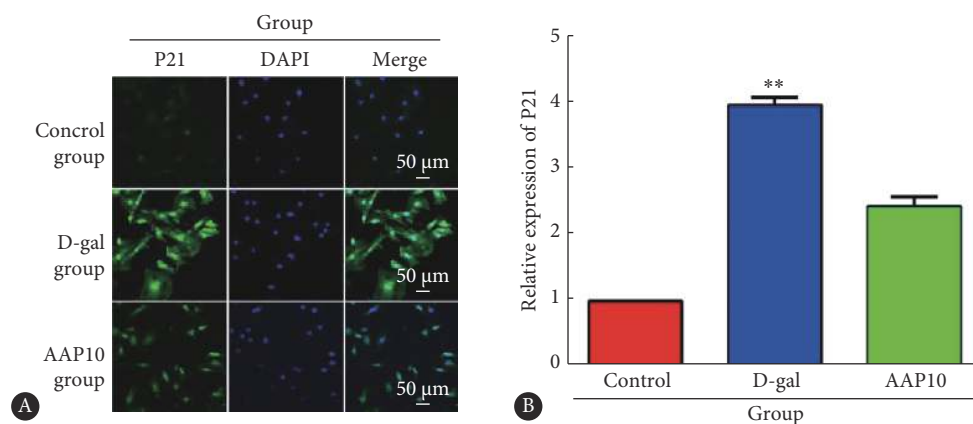 Group
P21 DAPI Merge
Concrol
group
50 μm
D-gal
group
50 μm
AAP10
group
50 μm
A
Relative expression of P21
5
4
3
2
1
0
**
Control D-gal AAP10
Group
B